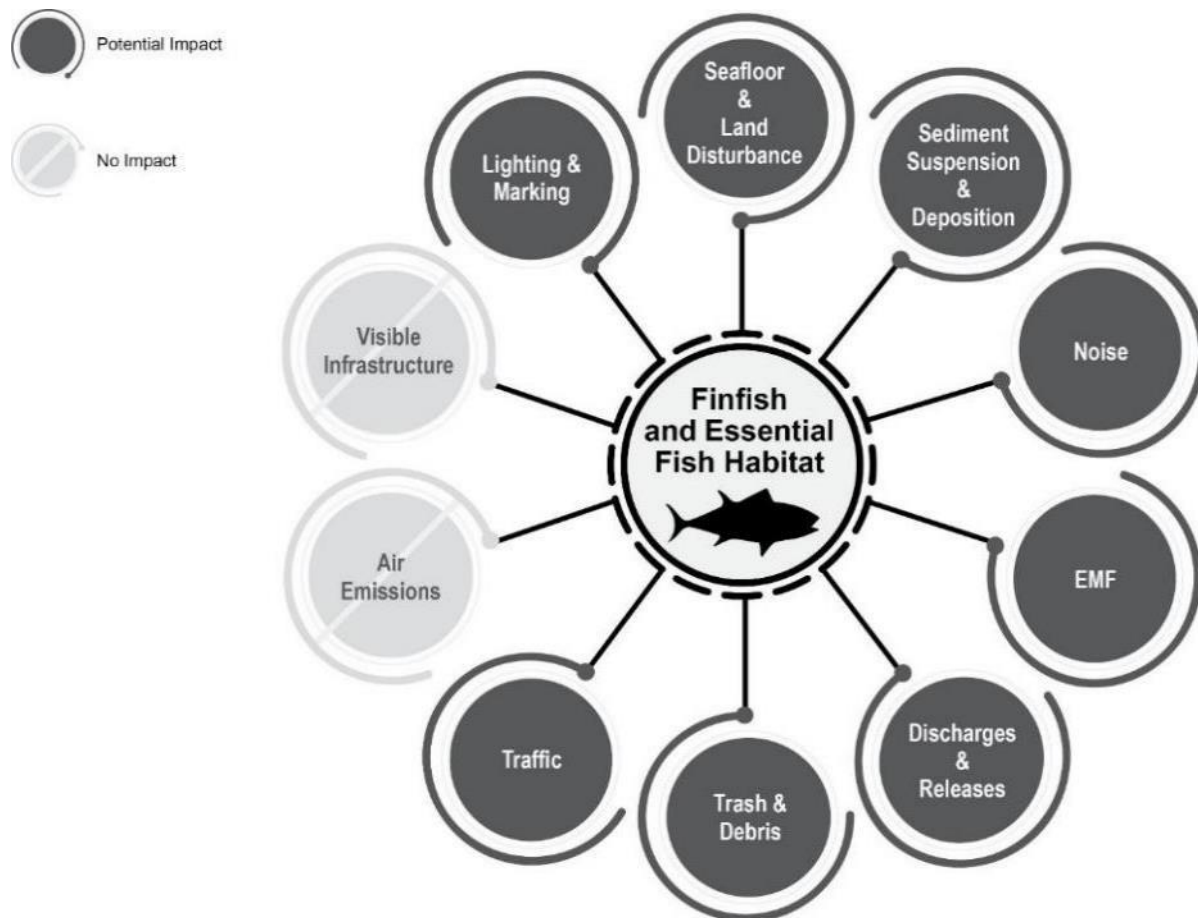 Potential Impact
No Impact
Seafloor
&
Land
Disturbance
Sediment
Suspension
&
Deposition
Noise
EMF
Discharges
&
Releases
Trash &
Debris
Traffic
Air
Emissions
Visible
Infrastructure
Lighting &
Marking
Finfish
and Essential
Fish Habitat